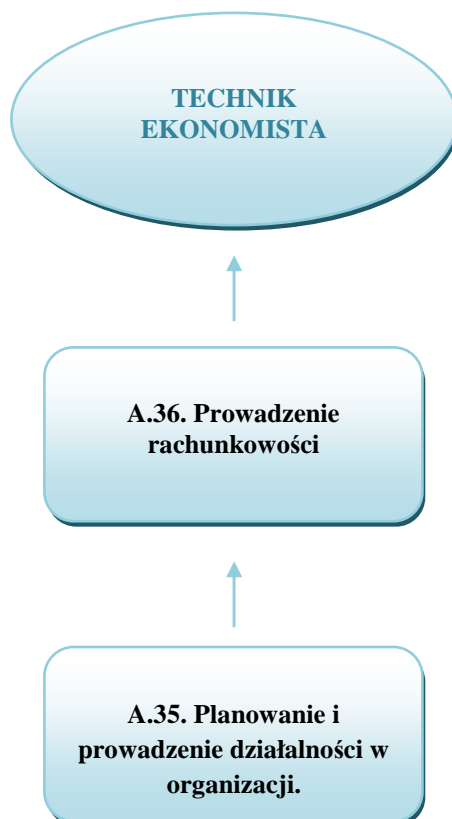 TECHNIK
EKONOMISTA
A.36. Prowadzenie
rachunkowości
A.35. Planowanie i
prowadzenie działalności w
organizacji.